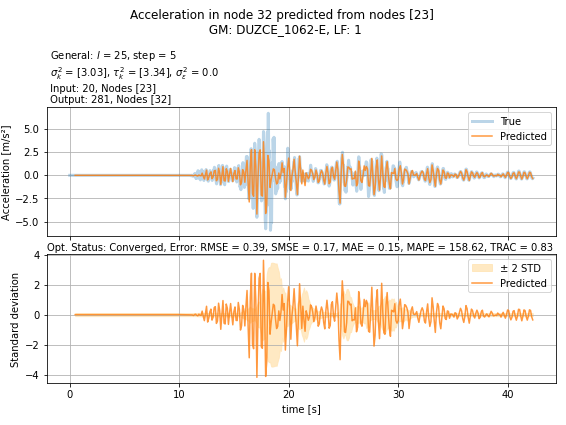 Acceleration in node 32 predicted from nodes [23]
GM: DUZCE_1062-E, LF: 1
General: l = 25, step = 5
σ²ₖ = [3.03], τ²ₖ = [3.34], σ²ε = 0.0
Input: 20, Nodes [23]
Output: 281, Nodes [32]
Acceleration [m/s²]
5.0
2.5
0.0
−2.5
−5.0
True
Predicted
Opt. Status: Converged, Error: RMSE = 0.39, SMSE = 0.17, MAE = 0.15, MAPE = 158.62, TRAC = 0.83
Standard deviation
4
2
0
−2
−4
± 2 STD
Predicted
0
10
20
30
40
time [s]